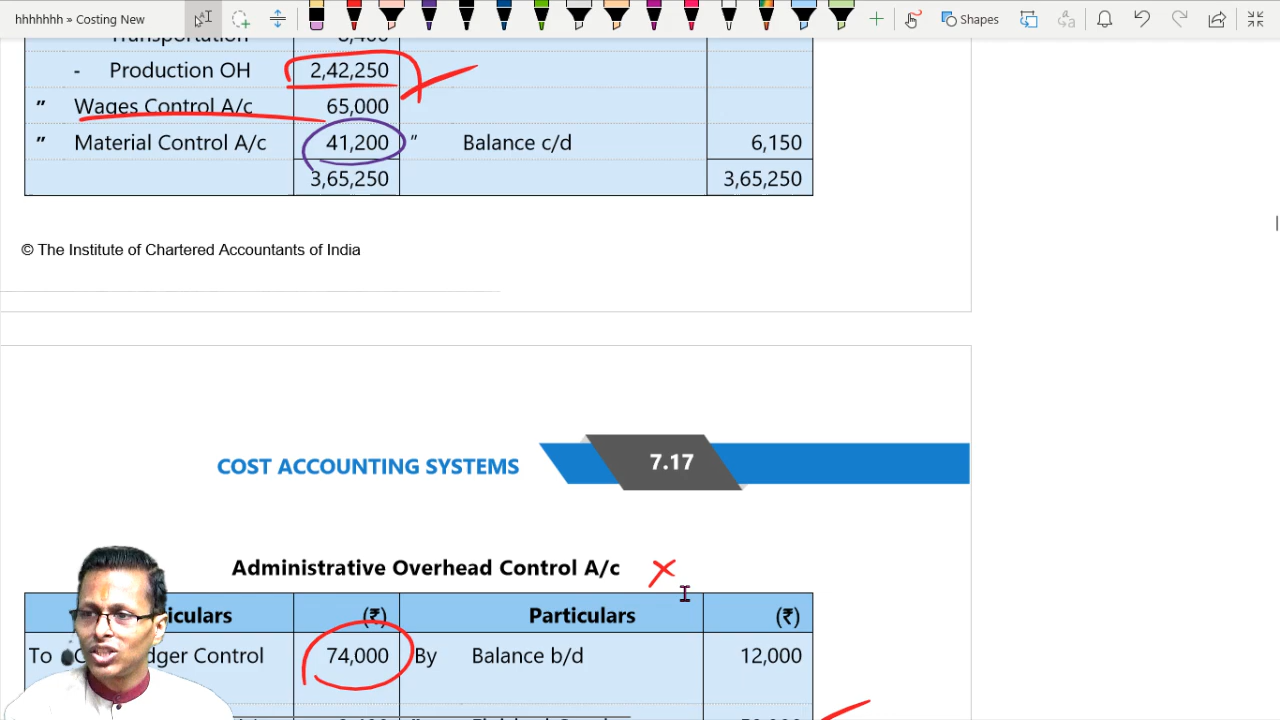 hhhhhhh » Costing New
Shapes
- Production OH 2,42,250
” Wages Control A/c 65,000
” Material Control A/c 41,200 ” Balance c/d 6,150
3,65,250 3,65,250
© The Institute of Chartered Accountants of India
COST ACCOUNTING SYSTEMS 7.17
Administrative Overhead Control A/c
(₹) Particulars (₹)
To Control 74,000 By Balance b/d 12,000